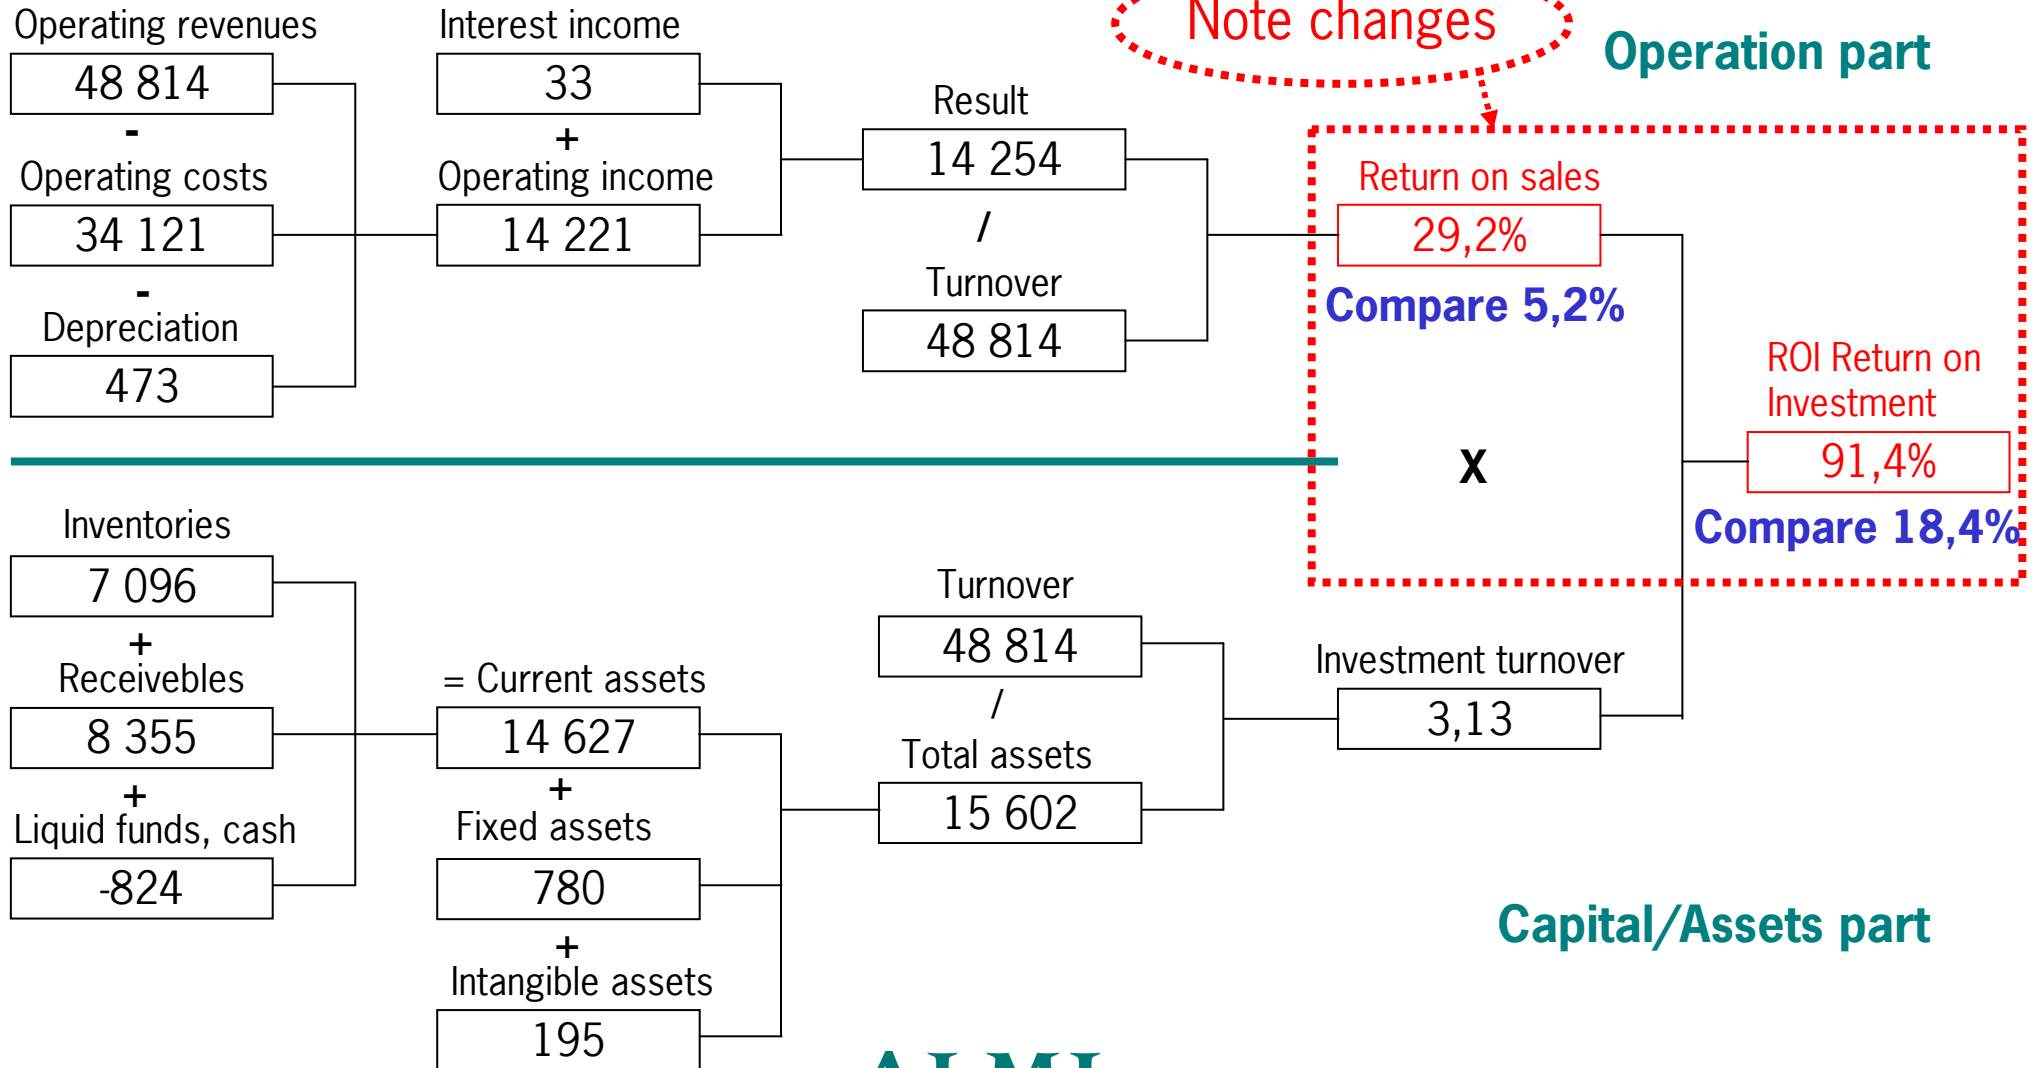 Note changes
Operation part
Operating revenues
48 814
-
Operating costs
34 121
-
Depreciation
473
Interest income
33
+
Operating income
14 221
Result
14 254
/
Turnover
48 814
Return on sales
29,2%
Compare 5,2%
X
ROI Return on
Investment
91,4%
Compare 18,4%
Inventories
7 096
+
Receivebles
8 355
+
Liquid funds, cash
-824
= Current assets
14 627
+
Fixed assets
780
+
Intangible assets
195
Turnover
48 814
/
Total assets
15 602
Investment turnover
3,13
Capital/Assets part
ALMI